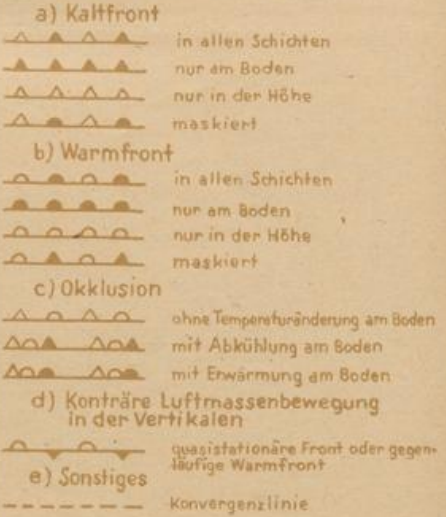 a) Kaltfront
in allen Schichten
nur am Boden
nur in der Höhe
maskiert
b) Warmfront
in allen Schichten
nur am Boden
nur in der Höhe
maskiert
c) Okklusion
ohne Temperaturänderung am Boden
mit Abkühlung am Boden
mit Erwärmung am Boden
d) Konträre Luftmassenbewegung
in der Vertikalen
quasistationäre Front oder gegen-
läufige Warmfront
e) Sonstiges
Konvergenzlinie